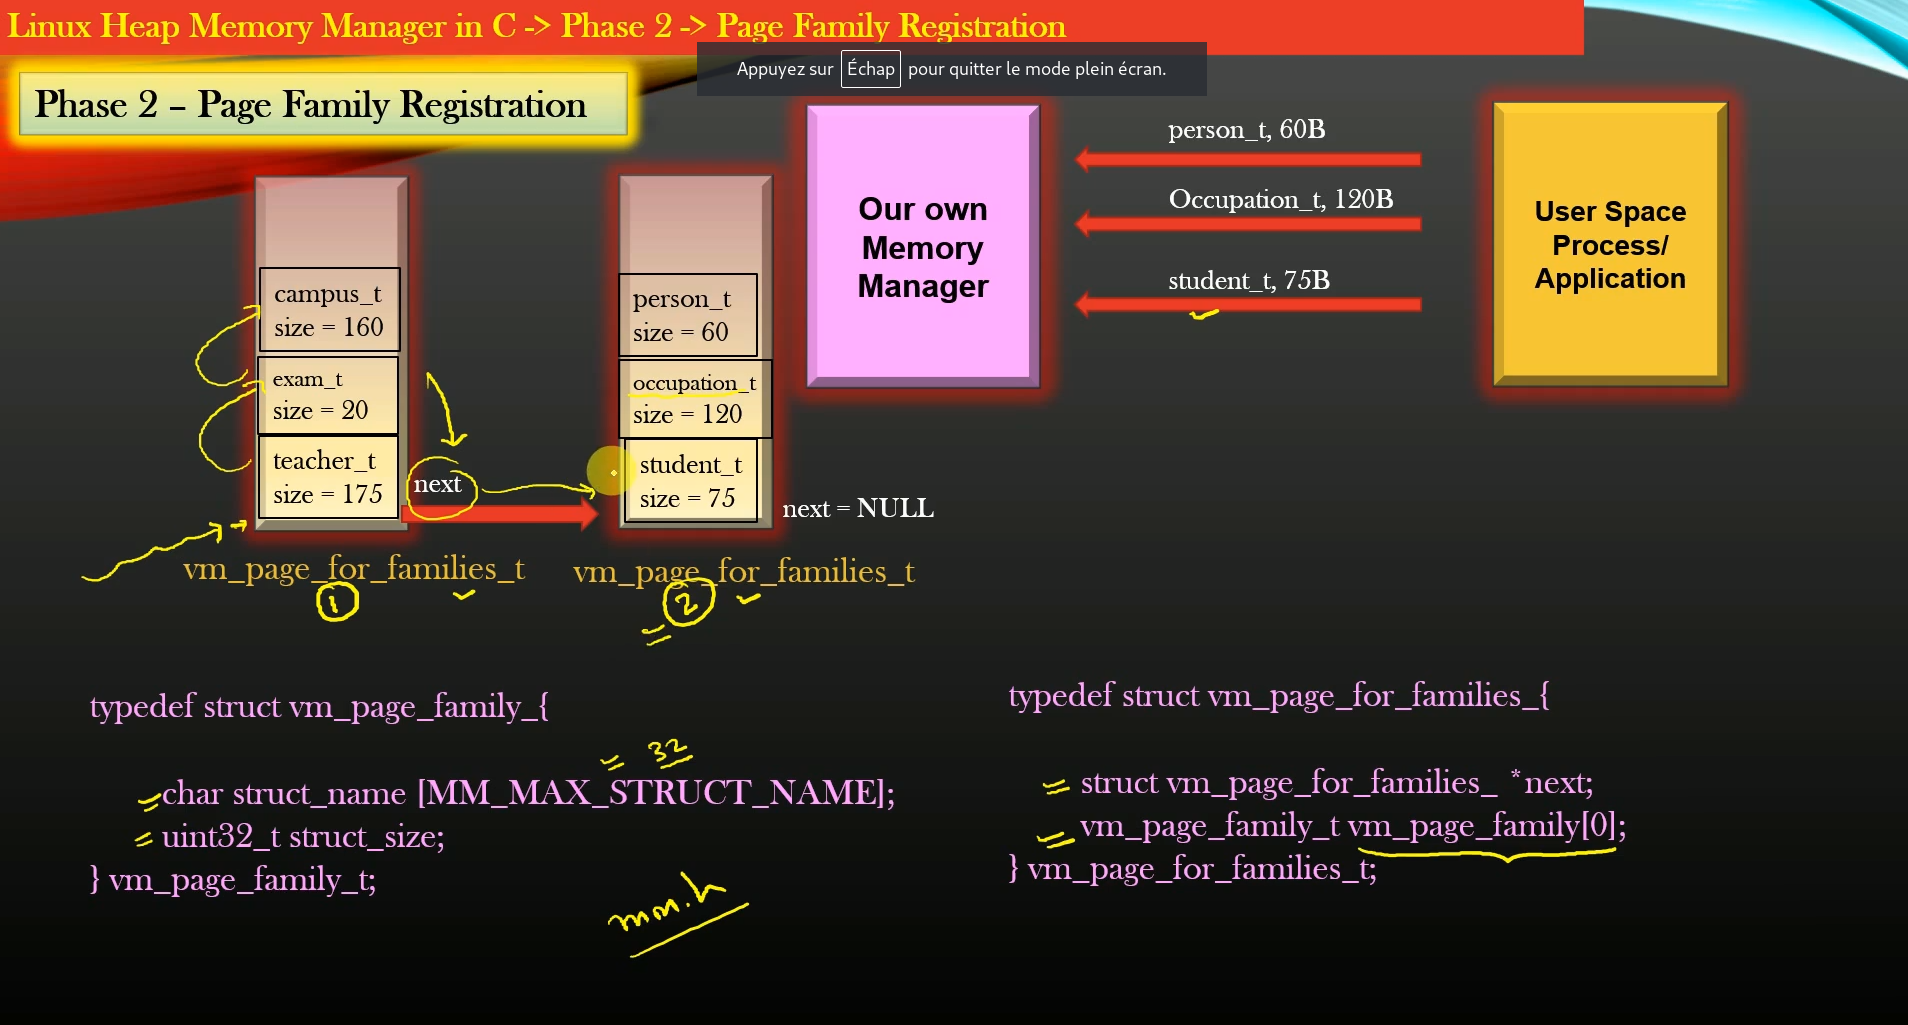 Linux Heap Memory Manager in C -> Phase 2 -> Page Family Registration
Appuyez sur Échap pour quitter le mode plein écran.
Phase 2 – Page Family Registration
campus_t
size = 160
exam_t
size = 20
teacher_t
size = 175
next
vm_page_for_families_t
1
person_t
size = 60
occupation_t
size = 120
student_t
size = 75
next = NULL
vm_page_for_families_t
2
Our own
Memory
Manager
person_t, 60B
Occupation_t, 120B
student_t, 75B
User Space
Process/
Application
typedef struct vm_page_family_{
32
char struct_name [MM_MAX_STRUCT_NAME];
uint32_t struct_size;
} vm_page_family_t;
mm.h
typedef struct vm_page_for_families_{
struct vm_page_for_families_ *next;
vm_page_family_t vm_page_family[0];
} vm_page_for_families_t;